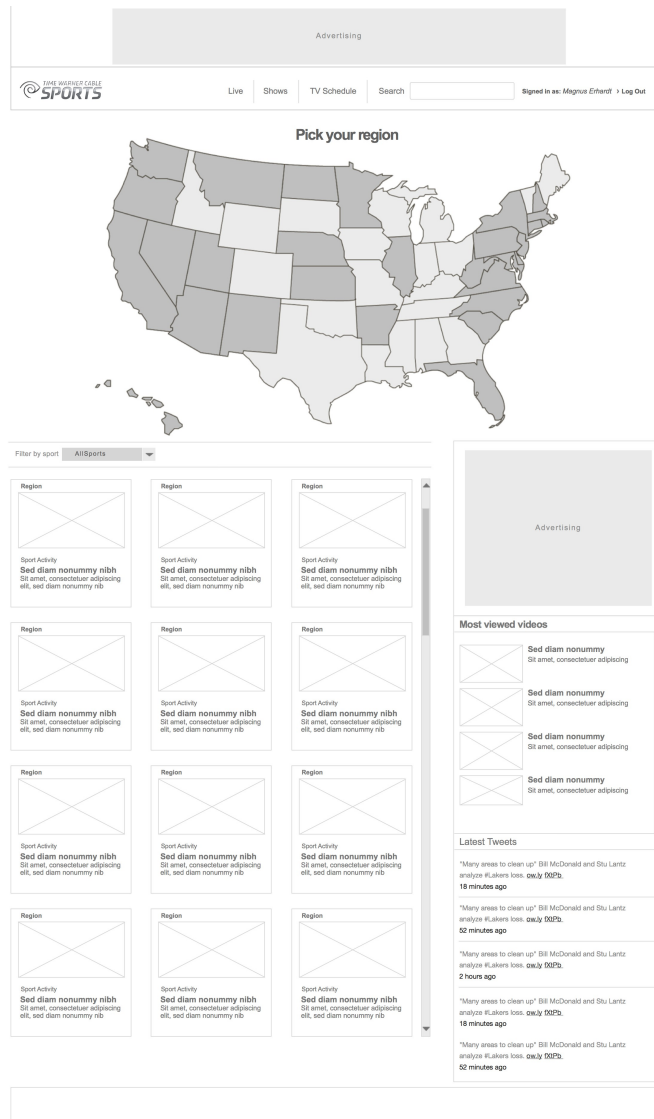 Advertising
TIME WARNER CABLE
SPORTS
Live
Shows
TV Schedule
Search
Signed in as: Magnus Erhardt › Log Out
Pick your region
Filter by sport
AllSports
Region
Region
Region
Sport Activity
Sed diam nonummy nibh
Sit amet, consectetuer adipiscing
elit, sed diam nonummy nib
Sport Activity
Sed diam nonummy nibh
Sit amet, consectetuer adipiscing
elit, sed diam nonummy nib
Sport Activity
Sed diam nonummy nibh
Sit amet, consectetuer adipiscing
elit, sed diam nonummy nib
Region
Region
Region
Sport Activity
Sed diam nonummy nibh
Sit amet, consectetuer adipiscing
elit, sed diam nonummy nib
Sport Activity
Sed diam nonummy nibh
Sit amet, consectetuer adipiscing
elit, sed diam nonummy nib
Sport Activity
Sed diam nonummy nibh
Sit amet, consectetuer adipiscing
elit, sed diam nonummy nib
Region
Region
Region
Sport Activity
Sed diam nonummy nibh
Sit amet, consectetuer adipiscing
elit, sed diam nonummy nib
Sport Activity
Sed diam nonummy nibh
Sit amet, consectetuer adipiscing
elit, sed diam nonummy nib
Sport Activity
Sed diam nonummy nibh
Sit amet, consectetuer adipiscing
elit, sed diam nonummy nib
Region
Region
Region
Sport Activity
Sed diam nonummy nibh
Sit amet, consectetuer adipiscing
elit, sed diam nonummy nib
Sport Activity
Sed diam nonummy nibh
Sit amet, consectetuer adipiscing
elit, sed diam nonummy nib
Sport Activity
Sed diam nonummy nibh
Sit amet, consectetuer adipiscing
elit, sed diam nonummy nib
Advertising
Most viewed videos
Sed diam nonummy
Sit amet, consectetuer adipiscing
Sed diam nonummy
Sit amet, consectetuer adipiscing
Sed diam nonummy
Sit amet, consectetuer adipiscing
Sed diam nonummy
Sit amet, consectetuer adipiscing
Latest Tweets
"Many areas to clean up" Bill McDonald and Stu Lantz
analyze #Lakers loss. ow.ly fXtPb
18 minutes ago
"Many areas to clean up" Bill McDonald and Stu Lantz
analyze #Lakers loss. ow.ly fXtPb
52 minutes ago
"Many areas to clean up" Bill McDonald and Stu Lantz
analyze #Lakers loss. ow.ly fXtPb
2 hours ago
"Many areas to clean up" Bill McDonald and Stu Lantz
analyze #Lakers loss. ow.ly fXtPb
18 minutes ago
"Many areas to clean up" Bill McDonald and Stu Lantz
analyze #Lakers loss. ow.ly fXtPb
52 minutes ago